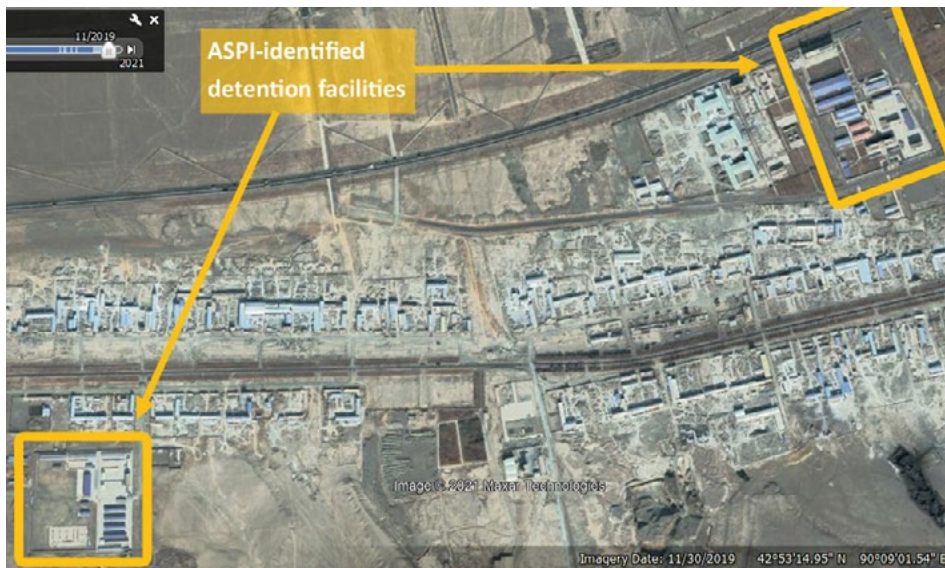 11/2019
2021
ASPI-identified
detention facilities
Image © 2021 Maxar Technologies
Imagery Date: 11/30/2019 42°53'14.95" N 90°09'01.54" E